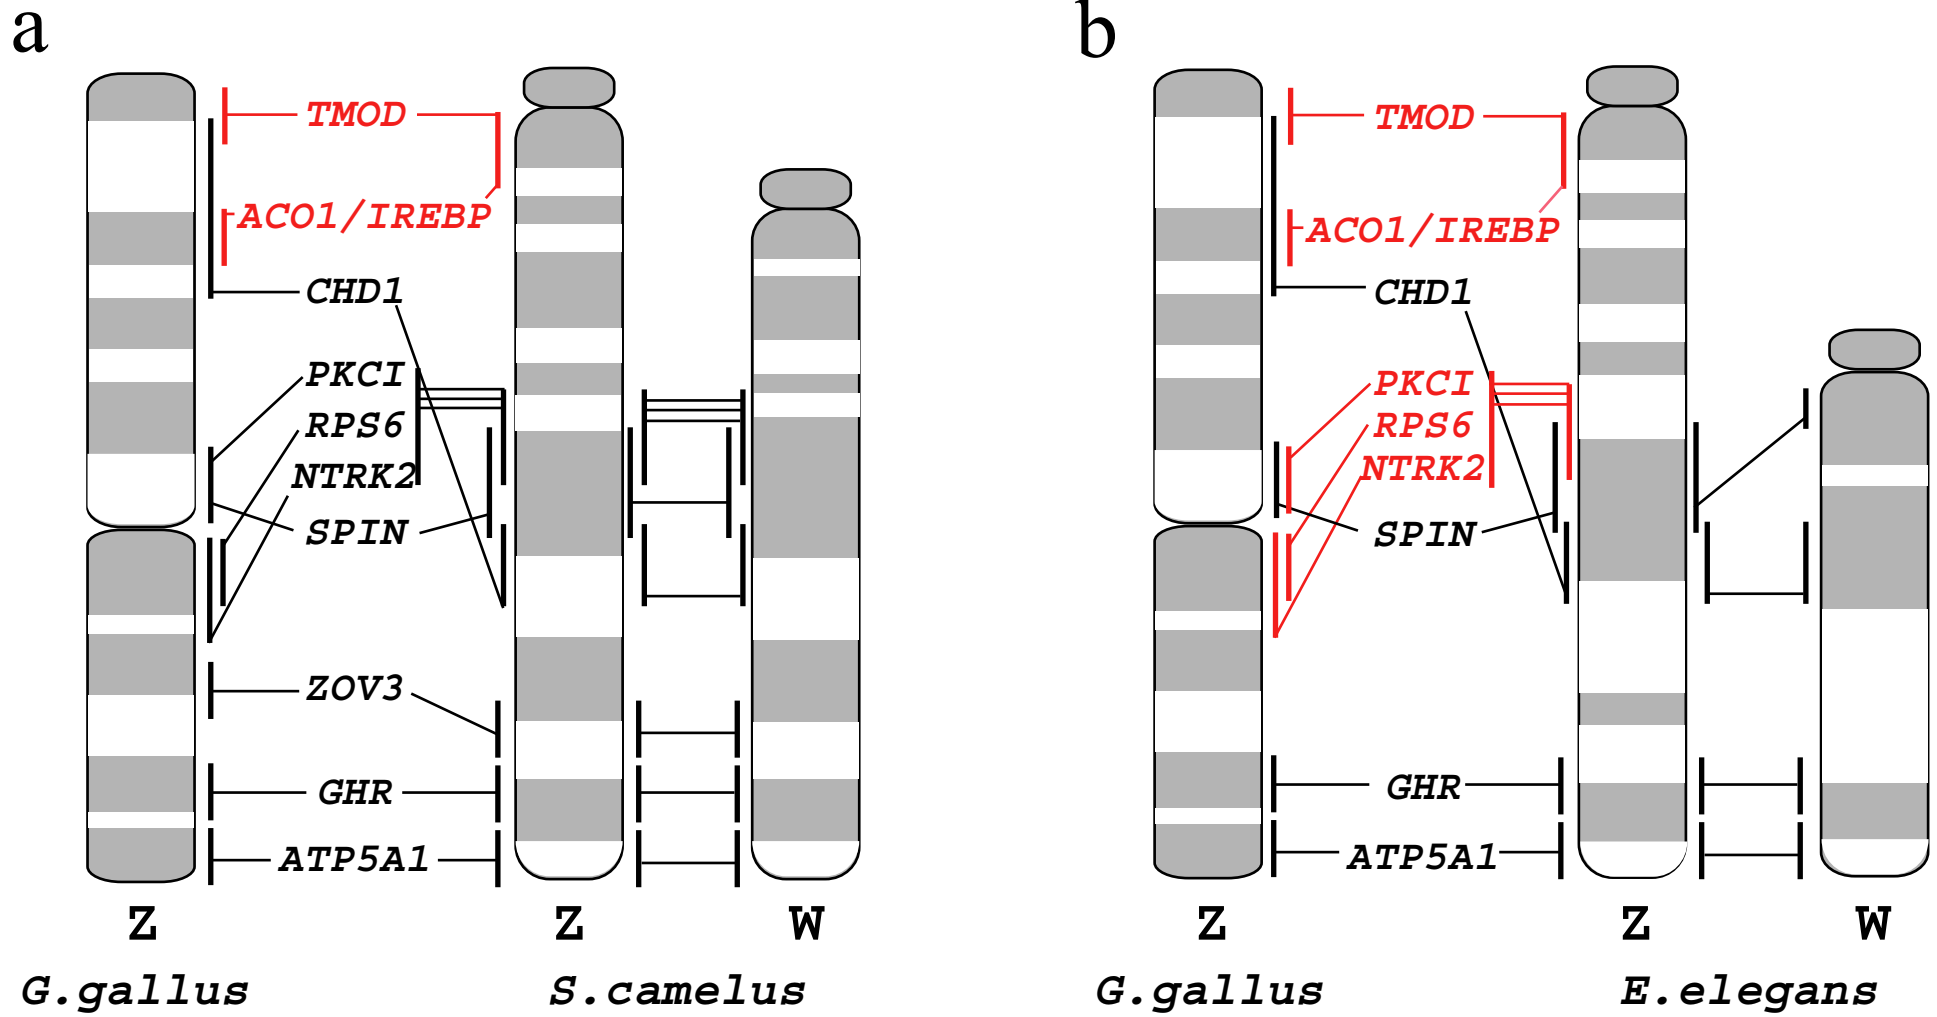 a
TMOD
ACO1/IREBP
CHD1
PKCI
RPS6
NTRK2
SPIN
ZOV3
GHR
ATP5A1
Z
Z
W
G.gallus
S.camelus
b
TMOD
ACO1/IREBP
CHD1
PKCI
RPS6
NTRK2
SPIN
GHR
ATP5A1
Z
Z
W
G.gallus
E.elegans